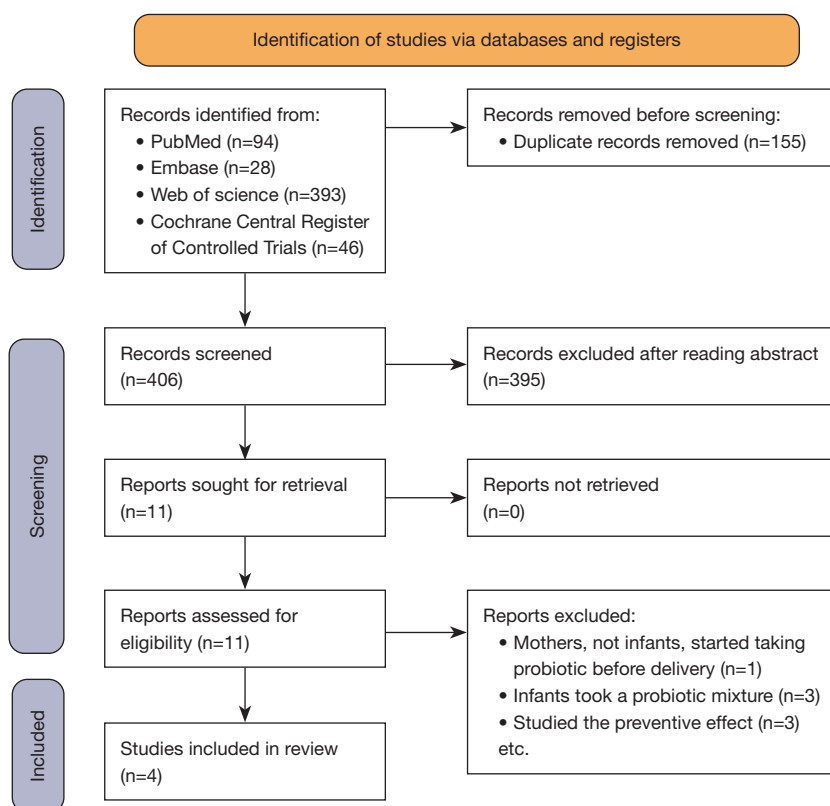 Identification of studies via databases and registers
Identification
Records identified from:
• PubMed (n=94)
• Embase (n=28)
• Web of science (n=393)
• Cochrane Central Register
of Controlled Trials (n=46)
Records removed before screening:
• Duplicate records removed (n=155)
Screening
Records screened
(n=406)
Records excluded after reading abstract
(n=395)
Reports sought for retrieval
(n=11)
Reports not retrieved
(n=0)
Reports assessed for
eligibility (n=11)
Reports excluded:
• Mothers, not infants, started taking
probiotic before delivery (n=1)
• Infants took a probiotic mixture (n=3)
• Studied the preventive effect (n=3)
etc.
Included
Studies included in review
(n=4)